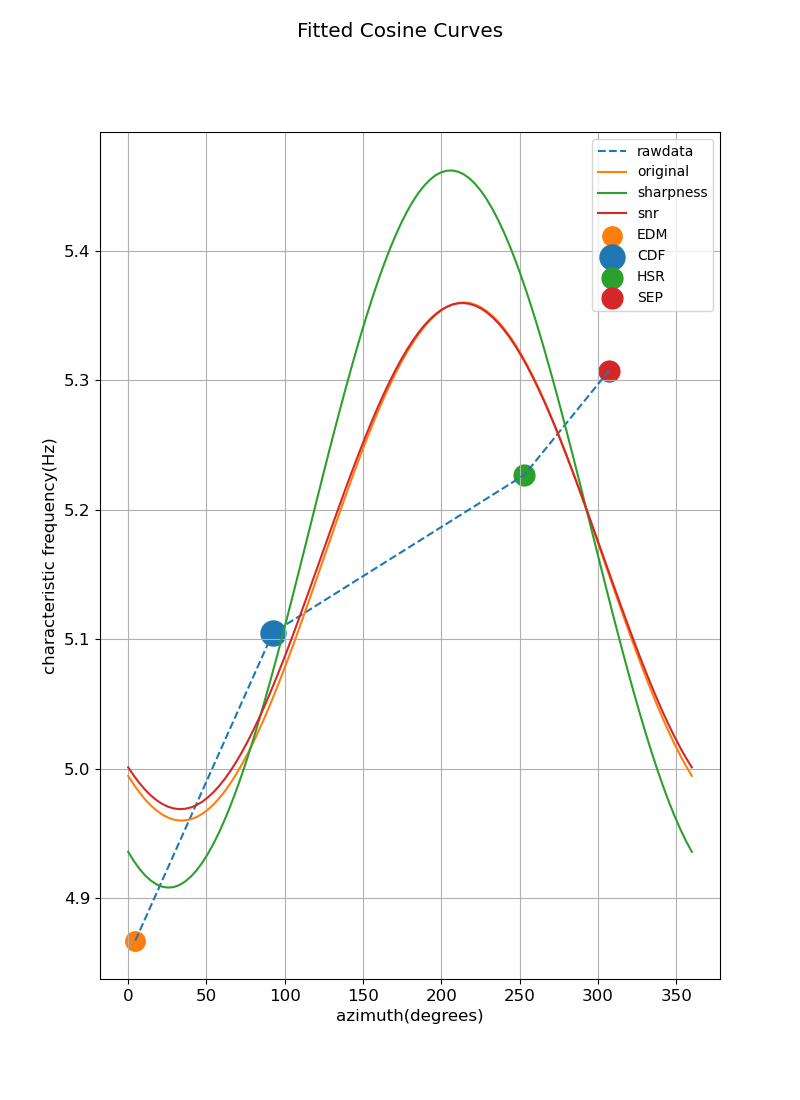 Fitted Cosine Curves
rawdata
original
sharpness
snr
EDM
CDF
HSR
SEP
characteristic frequency(Hz)
5.4
5.3
5.2
5.1
5.0
4.9
0 50 100 150 200 250 300 350
azimuth(degrees)